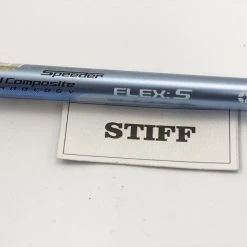 Speeder
Composite
FLEX: S
STIFF